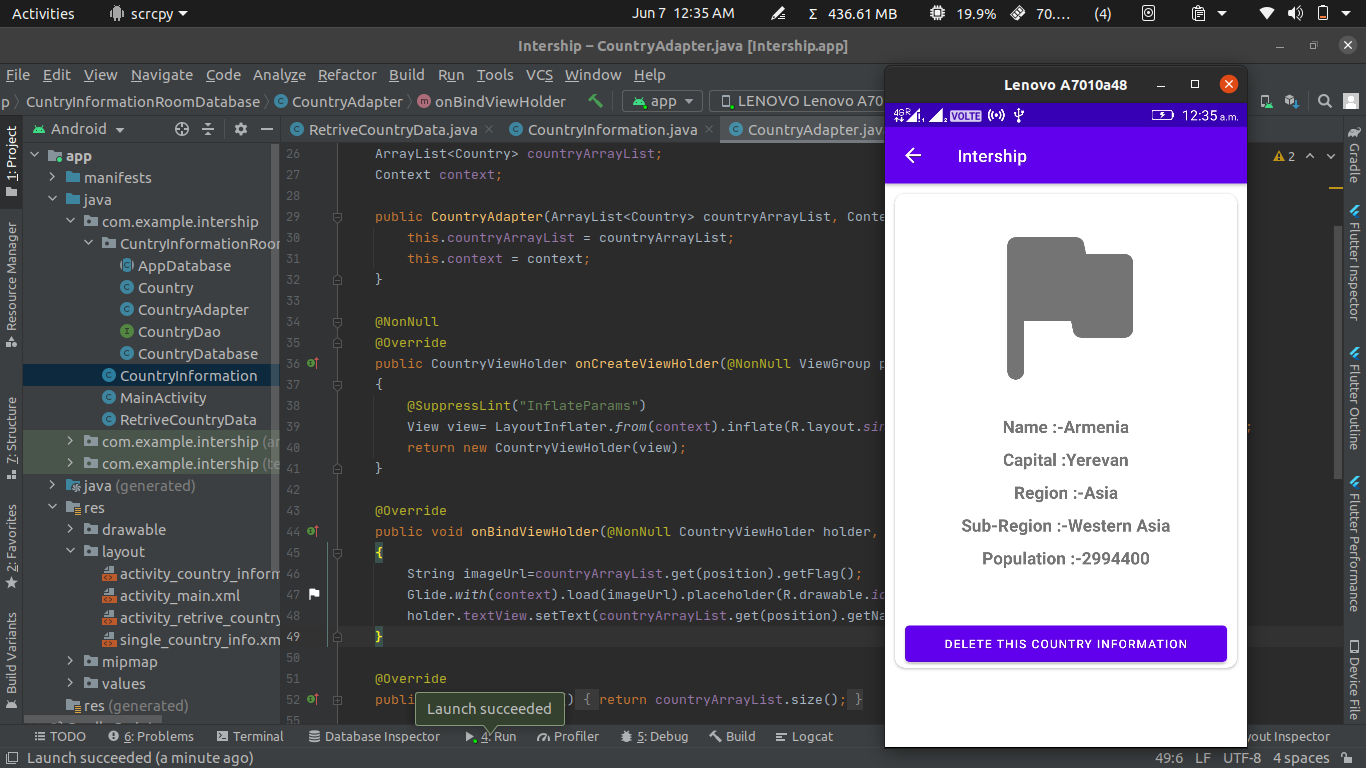 Activities
scrcpy
Jun 7 12:35 AM
Σ 436.61 MB
19.9%
70....
(4)
Intership – CountryAdapter.java [Intership.app]
File Edit View Navigate Code Analyze Refactor Build Run Tools VCS Window Help
p CuntryInformationRoomDatabase CountryAdapter onBindViewHolder
app
LENOVO Lenovo A70
Android
RetriveCountryData.java
CountryInformation.java
CountryAdapter.jav
1: Project
Resource Manager
7: Structure
2: Favorites
Build Variants
app
manifests
java
com.example.intership
CuntryInformationRoo
AppDatabase
Country
CountryAdapter
CountryDao
CountryDatabase
CountryInformation
MainActivity
RetriveCountryData
com.example.intership (a
com.example.intership (te
java (generated)
res
drawable
layout
activity_country_inform
activity_main.xml
activity_retrive_country
single_country_info.xm
mipmap
values
res (generated)
26 ArrayList<Country> countryArrayList;
27 Context context;
28
29 public CountryAdapter(ArrayList<Country> countryArrayList, Conte
30 this.countryArrayList = countryArrayList;
31 this.context = context;
32 }
33
34 @NonNull
35 @Override
36 public CountryViewHolder onCreateViewHolder(@NonNull ViewGroup p
37 {
38 @SuppressLint("InflateParams")
39 View view= LayoutInflater.from(context).inflate(R.layout.sin
40 return new CountryViewHolder(view);
41 }
42
43 @Override
44 public void onBindViewHolder(@NonNull CountryViewHolder holder,
45 {
46 String imageUrl=countryArrayList.get(position).getFlag();
47 Glide.with(context).load(imageUrl).placeholder(R.drawable.ic
48 holder.textView.setText(countryArrayList.get(position).getNa
49 }
50
51 @Override
52 public ) { return countryArrayList.size(); }
55
Launch succeeded
2
Lenovo A7010a48
4GR
VOLTE
12:35 a.m.
Intership
Name :-Armenia
Capital :Yerevan
Region :-Asia
Sub-Region :-Western Asia
Population :-2994400
DELETE THIS COUNTRY INFORMATION
Gradle
Flutter Inspector
Flutter Outline
Flutter Performance
Device File
TODO
6: Problems
Terminal
Database Inspector
4: Run
Profiler
5: Debug
Build
Logcat
yout Inspector
Launch succeeded (a minute ago)
49:6 LF UTF-8 4 spaces